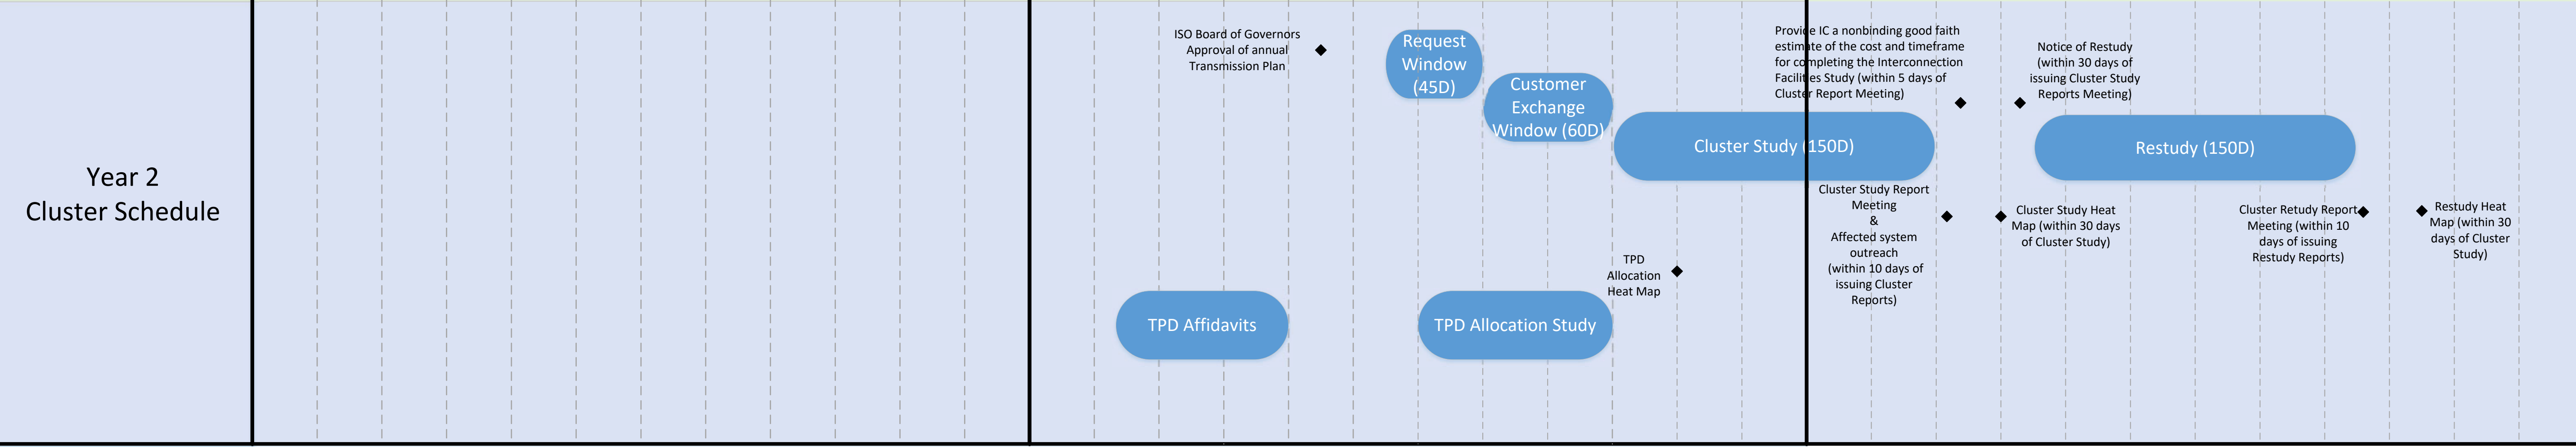 Year 2
Cluster Schedule
ISO Board of Governors
Approval of annual
Transmission Plan
Request
Window
(45D)
Customer
Exchange
Window (60D)
Cluster Study (150D)
Provide IC a nonbinding good faith
estimate of the cost and timeframe
for completing the Interconnection
Facilities Study (within 5 days of
Cluster Report Meeting)
Notice of Restudy
(within 30 days of
issuing Cluster Study
Reports Meeting)
Restudy (150D)
Cluster Study Report
Meeting
&
Affected system
outreach
(within 10 days of
issuing Cluster
Reports)
Cluster Study Heat
Map (within 30 days
of Cluster Study)
Cluster Retudy Report
Meeting (within 10
days of issuing
Restudy Reports)
Restudy Heat
Map (within 30
days of Cluster
Study)
TPD
Allocation
Heat Map
TPD Affidavits
TPD Allocation Study